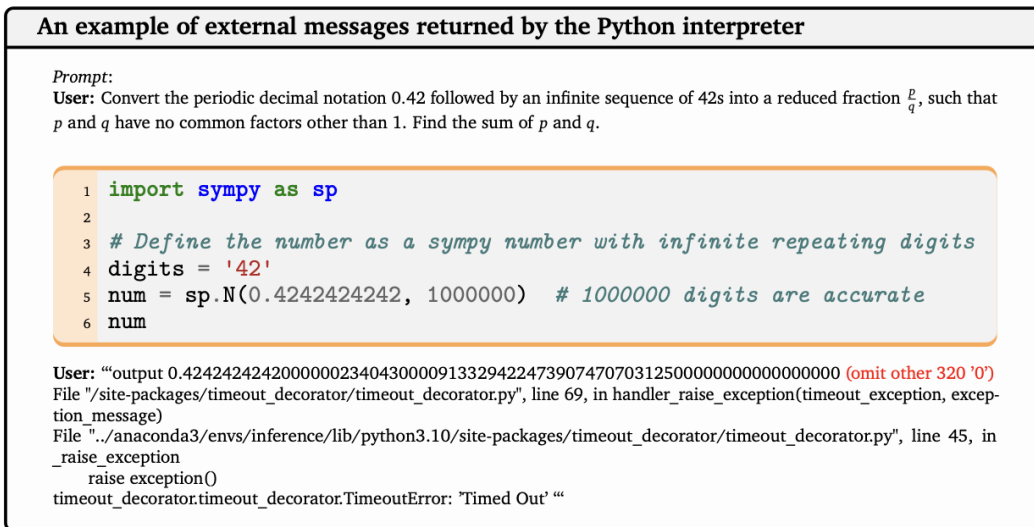 An example of external messages returned by the Python interpreter
Prompt:
User: Convert the periodic decimal notation 0.42 followed by an infinite sequence of 42s into a reduced fraction p/q, such that
p and q have no common factors other than 1. Find the sum of p and q.
1 import sympy as sp
2
3 # Define the number as a sympy number with infinite repeating digits
4 digits = '42'
5 num = sp.N(0.4242424242, 1000000)  # 1000000 digits are accurate
6 num
User: “‘output 0.424242424200000023404300009133294224739074707031250000000000000000000 (omit other 320 ’0’)
File "/site-packages/timeout_decorator/timeout_decorator.py", line 69, in handler_raise_exception(timeout_exception, excep-
tion_message)
File "../anaconda3/envs/inference/lib/python3.10/site-packages/timeout_decorator/timeout_decorator.py", line 45, in
_raise_exception
raise exception()
timeout_decorator.timeout_decorator.TimeoutError: ’Timed Out’ “‘